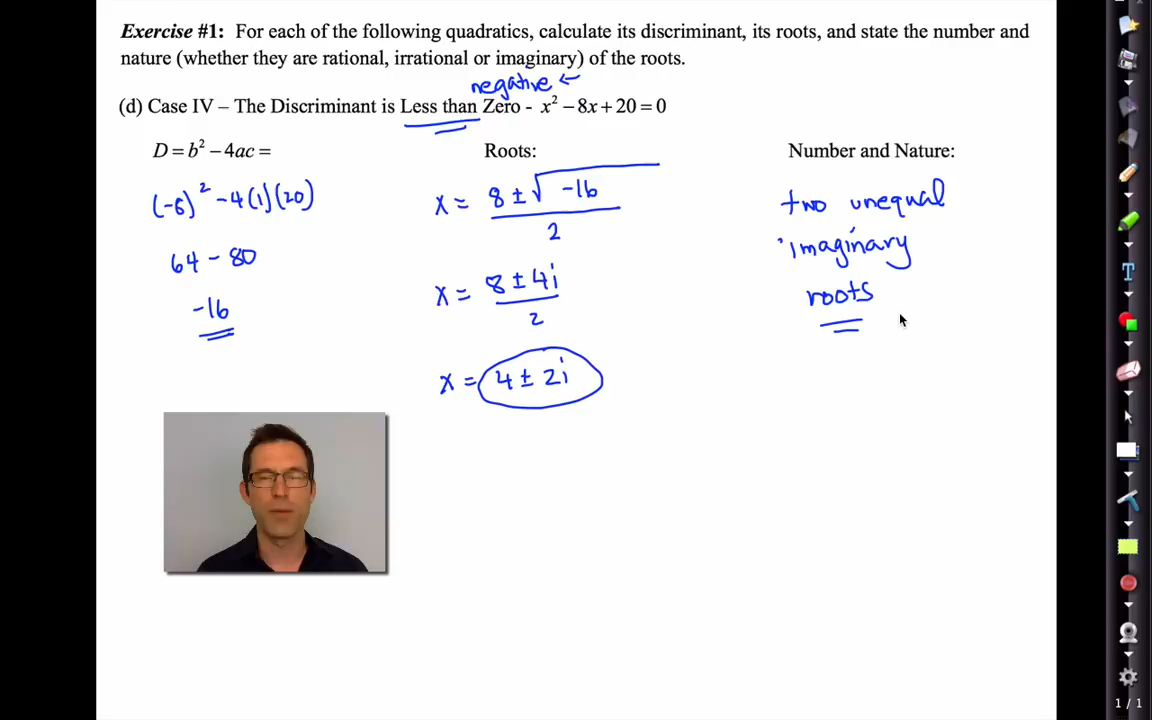 Exercise #1: For each of the following quadratics, calculate its discriminant, its roots, and state the number and
nature (whether they are rational, irrational or imaginary) of the roots.
negative ←
(d) Case IV – The Discriminant is Less than Zero - x² − 8x + 20 = 0
D = b² − 4ac =
(-8)² - 4(1)(20)
64 - 80
-16
Roots:
x = (8 ± √-16)/2
x = (8 ± 4i)/2
x = 4 ± 2i
Number and Nature:
two unequal
imaginary
roots
T
1 / 1